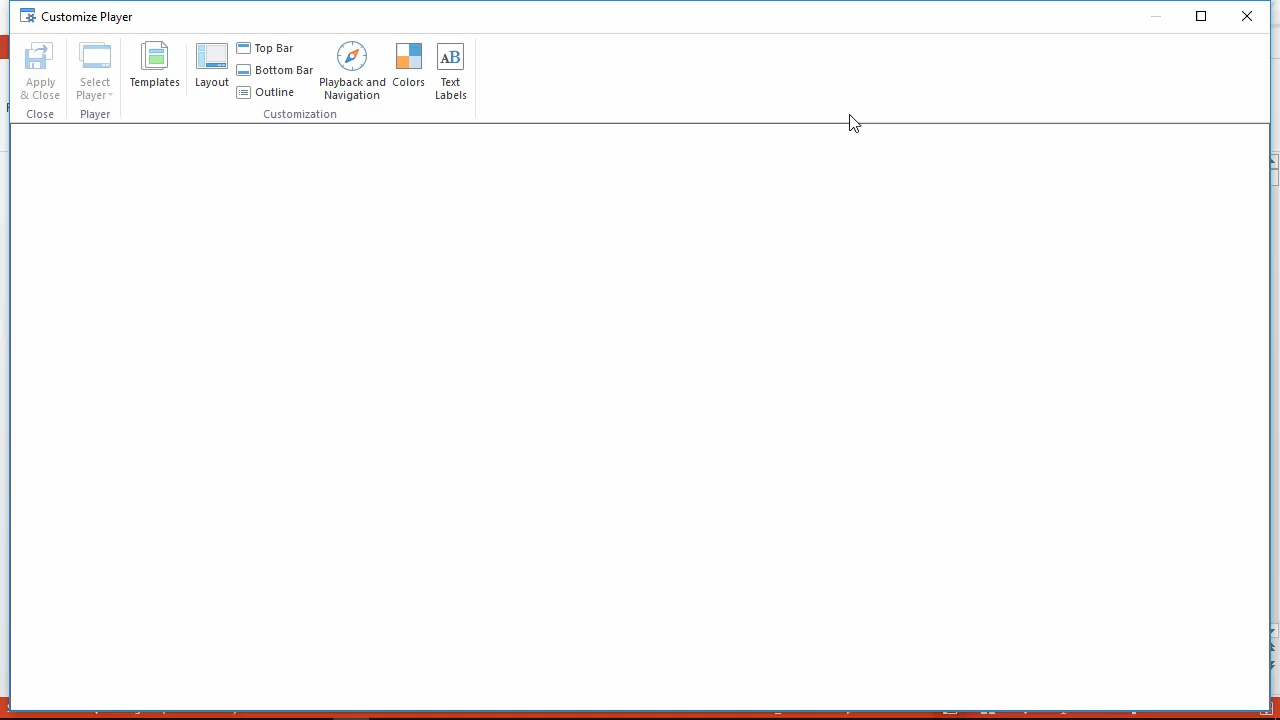 Customize Player
Apply
& Close
Close
Select
Player
Player
Templates
Layout
Top Bar
Bottom Bar
Outline
Playback and
Navigation
Colors
AB
Text
Labels
Customization